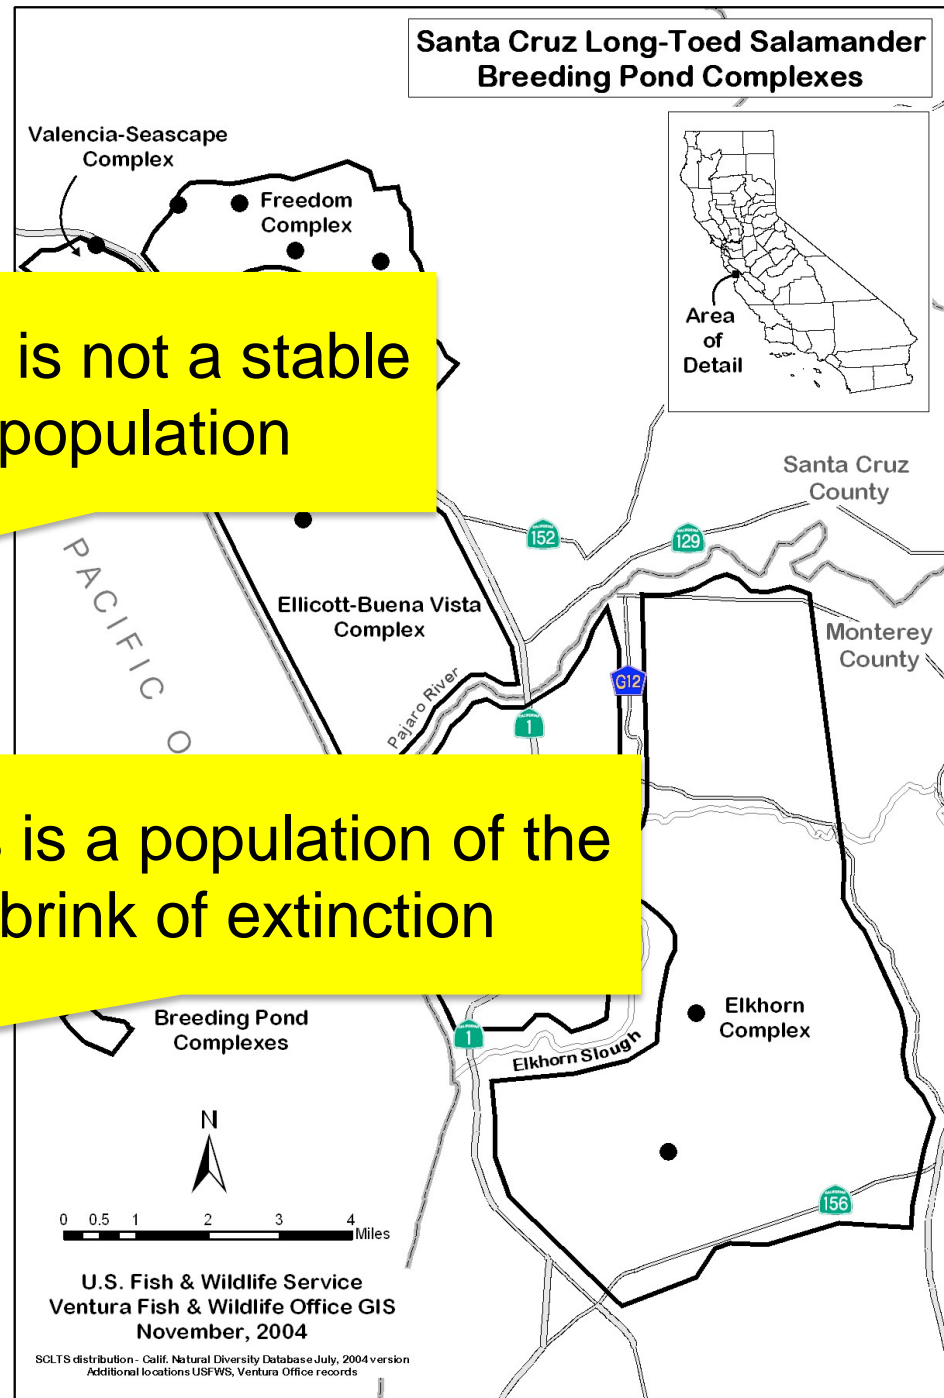 Santa Cruz Long-Toed Salamander
Breeding Pond Complexes
Valencia-Seascape
Complex
Freedom
Complex
Area
of
Detail
is not a stable
population
Santa Cruz
County
152
129
PACIFIC O
Ellicott-Buena Vista
Complex
Monterey
County
Pajaro River
G12
1
is a population of the
brink of extinction
Breeding Pond
Complexes
1
Elkhorn Slough
Elkhorn
Complex
N
156
0 0.5 1 2 3 4
Miles
U.S. Fish & Wildlife Service
Ventura Fish & Wildlife Office GIS
November, 2004
SCLTS distribution - Calif. Natural Diversity Database July, 2004 version
Additional locations USFWS, Ventura Office records